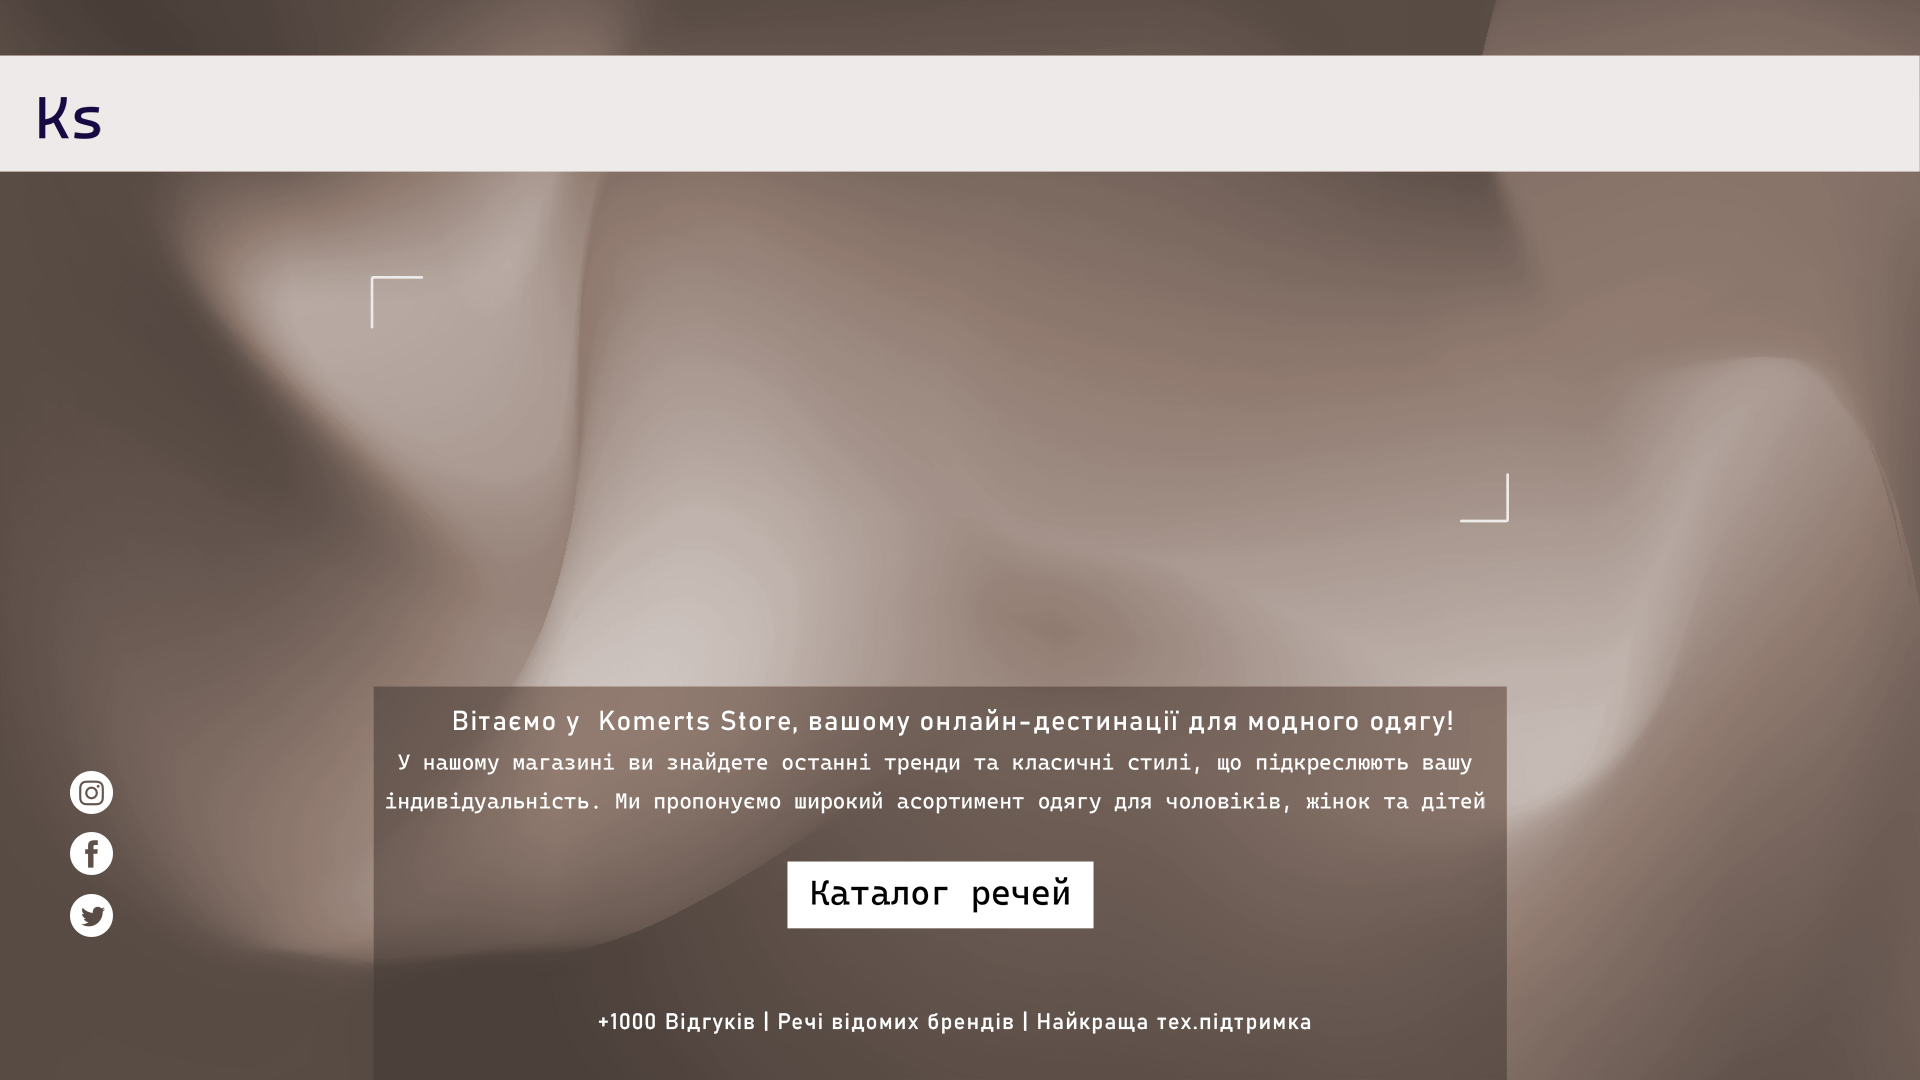 Ks
Вітаємо у Komerts Store, вашому онлайн-дестинації для модного одягу!
У нашому магазині ви знайдете останні тренди та класичні стилі, що підкреслюють вашу
індивідуальність. Ми пропонуємо широкий асортимент одягу для чоловіків, жінок та дітей
Каталог речей
+1000 Відгуків | Речі відомих брендів | Найкраща тех.підтримка